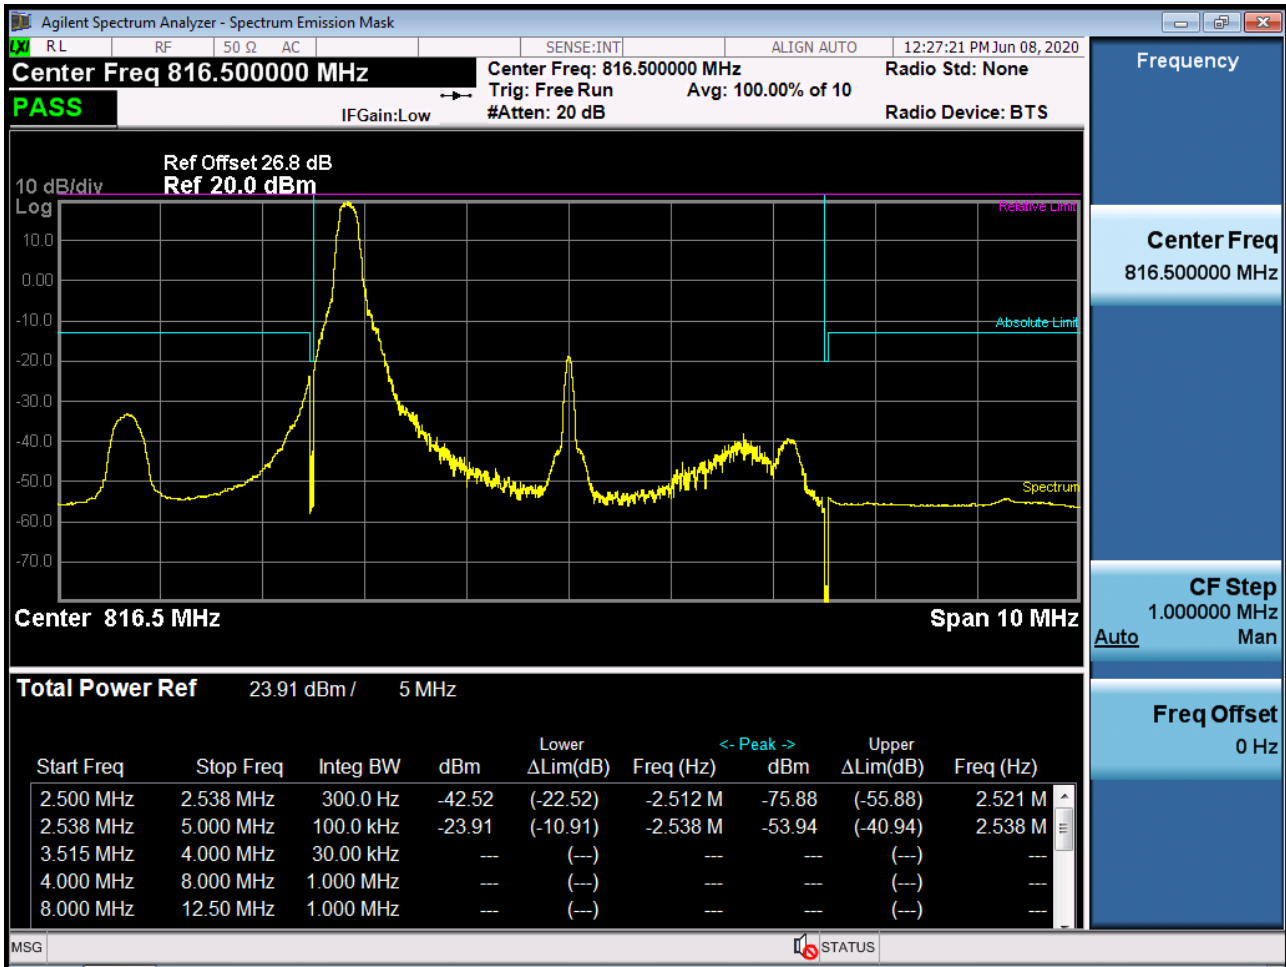 Agilent Spectrum Analyzer - Spectrum Emission Mask
LXI RL RF 50 Ω AC SENSE:INT ALIGN AUTO 12:27:21 PM Jun 08, 2020
Center Freq 816.500000 MHz Center Freq: 816.500000 MHz Radio Std: None
Trig: Free Run Avg: 100.00% of 10
PASS IFGain:Low #Atten: 20 dB Radio Device: BTS
Ref Offset 26.8 dB
10 dB/div Ref 20.0 dBm
Log
Relative Limit
10.0
0.00
-10.0
Absolute Limit
-20.0
-30.0
-40.0
-50.0
Spectrum
-60.0
-70.0
Center 816.5 MHz Span 10 MHz
Total Power Ref 23.91 dBm / 5 MHz
Lower <- Peak -> Upper
Start Freq Stop Freq Integ BW dBm ΔLim(dB) Freq (Hz) dBm ΔLim(dB) Freq (Hz)
2.500 MHz 2.538 MHz 300.0 Hz -42.52 (-22.52) -2.512 M -75.88 (-55.88) 2.521 M
2.538 MHz 5.000 MHz 100.0 kHz -23.91 (-10.91) -2.538 M -53.94 (-40.94) 2.538 M
3.515 MHz 4.000 MHz 30.00 kHz --- (---) --- --- (---) ---
4.000 MHz 8.000 MHz 1.000 MHz --- (---) --- --- (---) ---
8.000 MHz 12.50 MHz 1.000 MHz --- (---) --- --- (---) ---
MSG STATUS
Frequency
Center Freq
816.500000 MHz
CF Step
1.000000 MHz
Auto Man
Freq Offset
0 Hz